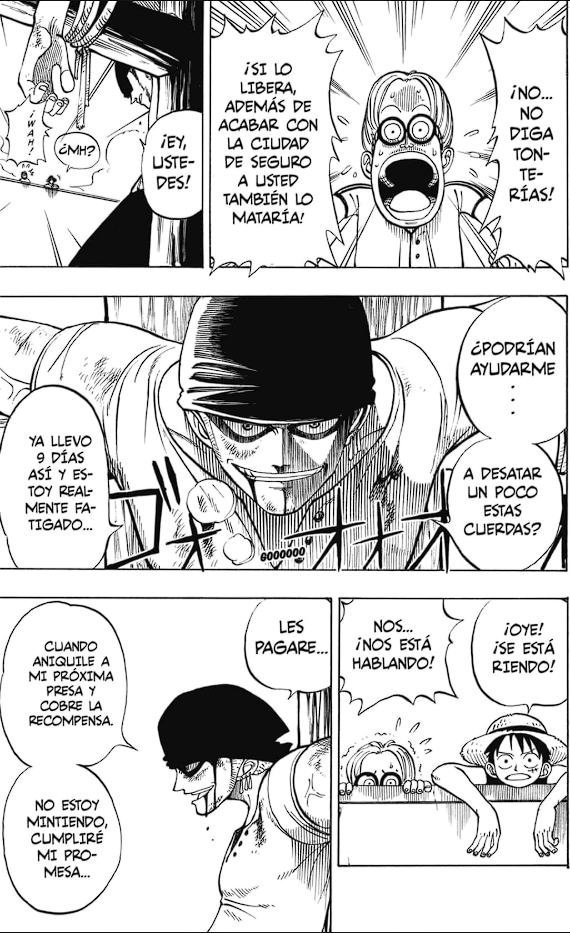 ¡NO...
NO
DIGA
TON-
TE-
RÍAS!
¡SI LO
LIBERA,
ADEMÁS DE
ACABAR CON
LA CIUDAD
DE SEGURO
A USTED
TAMBIÉN LO
MATARÍA!
¡EY,
USTE-
DES!
¿MH?
¡WAH!
¿PODRÍAN
AYUDARME
.
.
.
A DESATAR
UN POCO
ESTAS
CUERDAS?
YA LLEVO
9 DÍAS
ASÍ Y ES-
TOY REAL-
MENTE FA-
TIGADO...
GOOOOOO
¡OYE!
¡SE ESTÁ
RIENDO!
NOS...
¡NOS ESTÁ
HABLANDO!
LES
PAGARE...
CUANDO
ANIQUILE A
MI PRÓXIMA
PRESA Y
COBRE LA
RECOMPENSA.
NO ESTOY
MINTIENDO,
CUMPLIRÉ
MI PRO-
MESA...